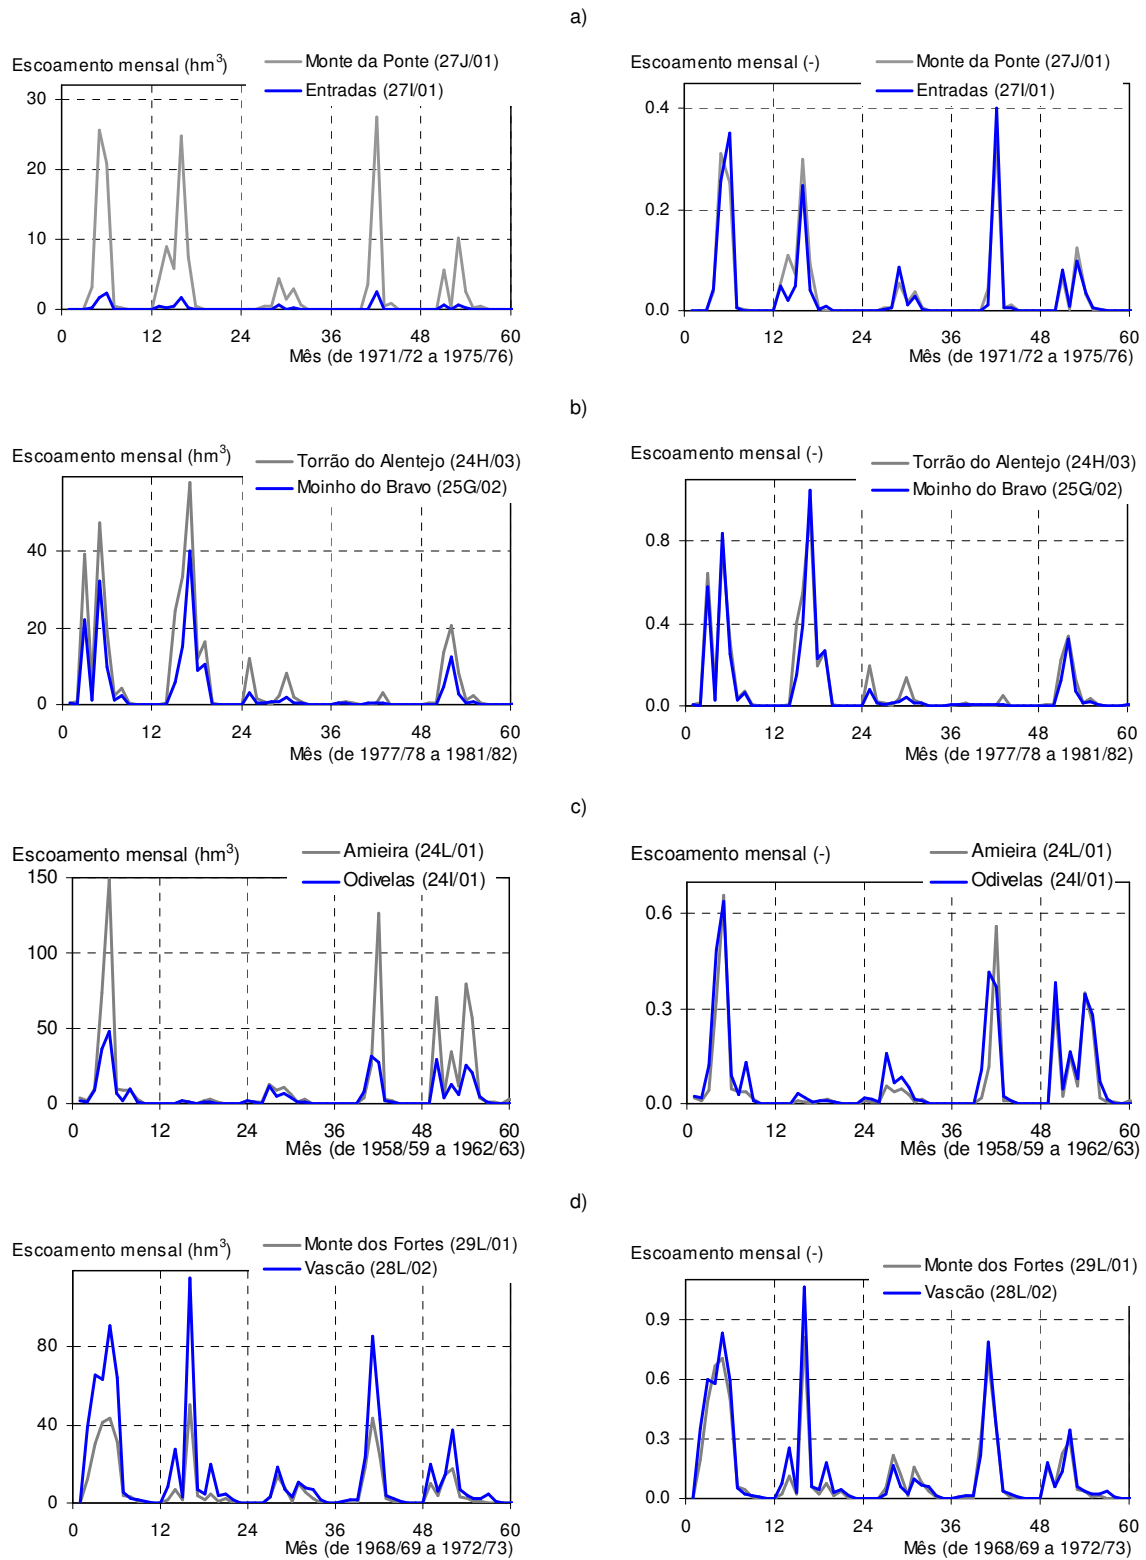 a)
Escoamento mensal (hm³)
Monte da Ponte (27J/01)
Entradas (27I/01)
30
20
10
0
0 12 24 36 48 60
Mês (de 1971/72 a 1975/76)
Escoamento mensal (-)
Monte da Ponte (27J/01)
Entradas (27I/01)
0.4
0.2
0.0
0 12 24 36 48 60
Mês (de 1971/72 a 1975/76)
b)
Escoamento mensal (hm³)
Torrão do Alentejo (24H/03)
Moinho do Bravo (25G/02)
40
20
0
0 12 24 36 48 60
Mês (de 1977/78 a 1981/82)
Escoamento mensal (-)
Torrão do Alentejo (24H/03)
Moinho do Bravo (25G/02)
0.8
0.4
0.0
0 12 24 36 48 60
Mês (de 1977/78 a 1981/82)
c)
Escoamento mensal (hm³)
Amieira (24L/01)
Odivelas (24I/01)
150
100
50
0
0 12 24 36 48 60
Mês (de 1958/59 a 1962/63)
Escoamento mensal (-)
Amieira (24L/01)
Odivelas (24I/01)
0.6
0.3
0.0
0 12 24 36 48 60
Mês (de 1958/59 a 1962/63)
d)
Escoamento mensal (hm³)
Monte dos Fortes (29L/01)
Vascão (28L/02)
80
40
0
0 12 24 36 48 60
Mês (de 1968/69 a 1972/73)
Escoamento mensal (-)
Monte dos Fortes (29L/01)
Vascão (28L/02)
0.9
0.6
0.3
0.0
0 12 24 36 48 60
Mês (de 1968/69 a 1972/73)